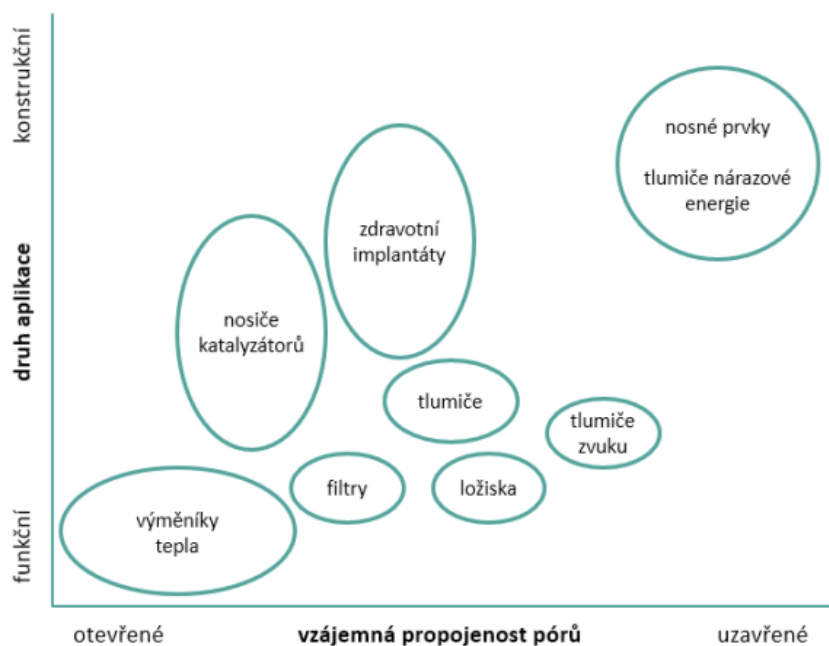 konstrukční
druh aplikace
funkční
nosné prvky
tlumiče nárazové
energie
zdravotní
implantáty
nosiče
katalyzátorů
tlumiče
tlumiče
zvuku
filtry
ložiska
výměníky
tepla
otevřené
vzájemná propojenost pórů
uzavřené